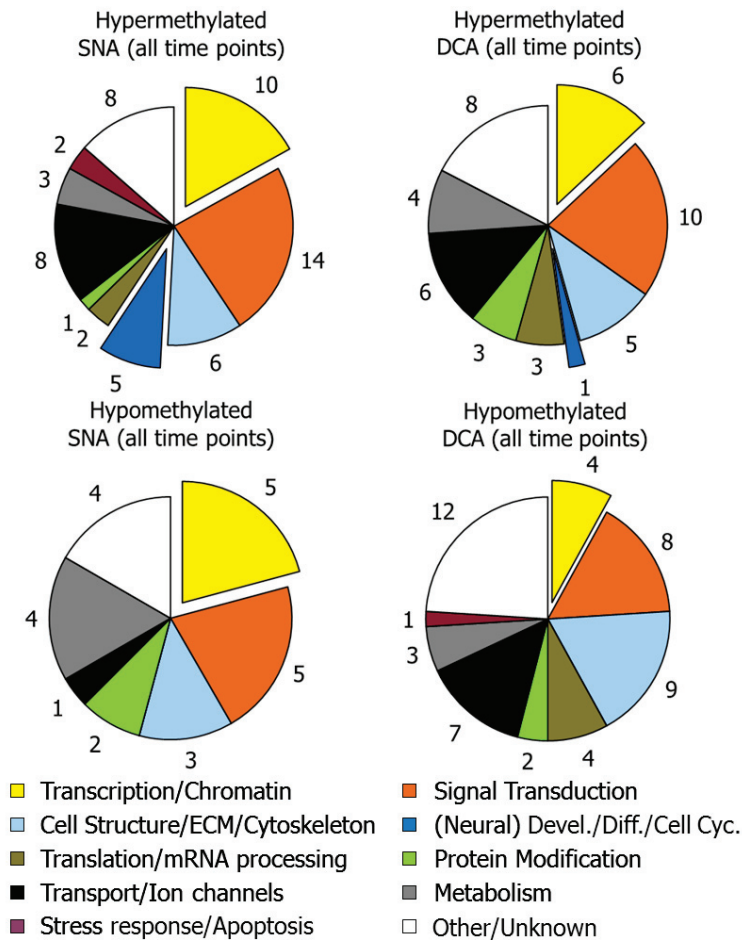 Hypermethylated
SNA (all time points)
10
14
6
5
2
1
8
3
2
8
Hypermethylated
DCA (all time points)
6
10
5
1
3
3
6
4
8
Hypomethylated
SNA (all time points)
5
5
3
2
1
4
4
Hypomethylated
DCA (all time points)
4
8
9
4
2
7
3
1
12
Transcription/Chromatin
Signal Transduction
Cell Structure/ECM/Cytoskeleton
(Neural) Devel./Diff./Cell Cyc.
Translation/mRNA processing
Protein Modification
Transport/Ion channels
Metabolism
Stress response/Apoptosis
Other/Unknown